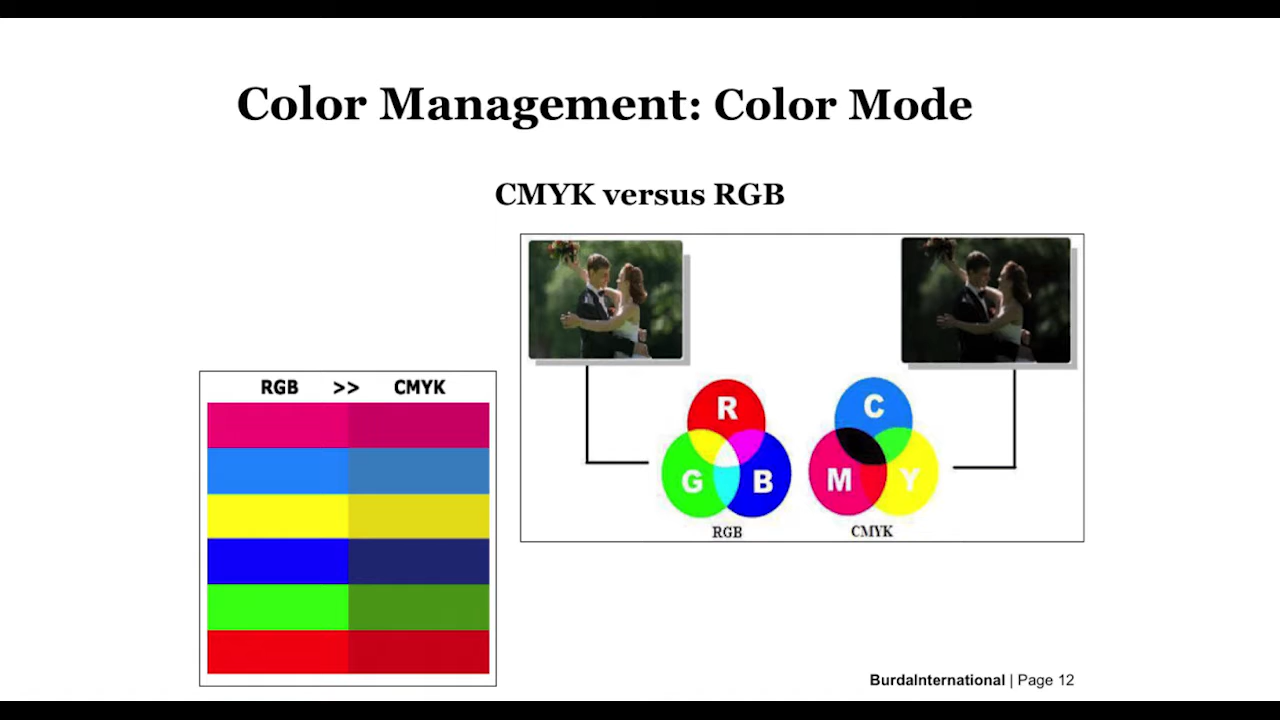 Color Management: Color Mode
CMYK versus RGB
RGB >> CMYK
R
G B
RGB
C
M Y
CMYK
BurdaInternational | Page 12